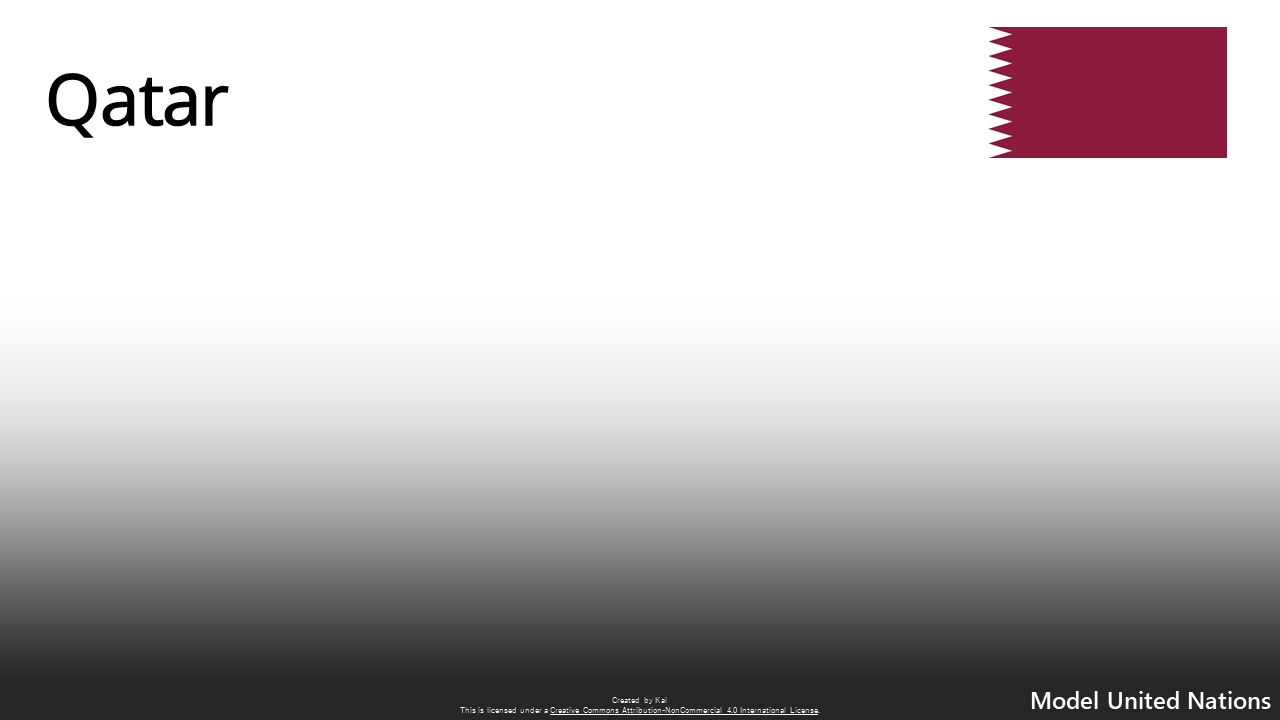 Qatar
Created by Kai
This is licensed under a Creative Commons Attribution-NonCommercial 4.0 International License.
Model United Nations